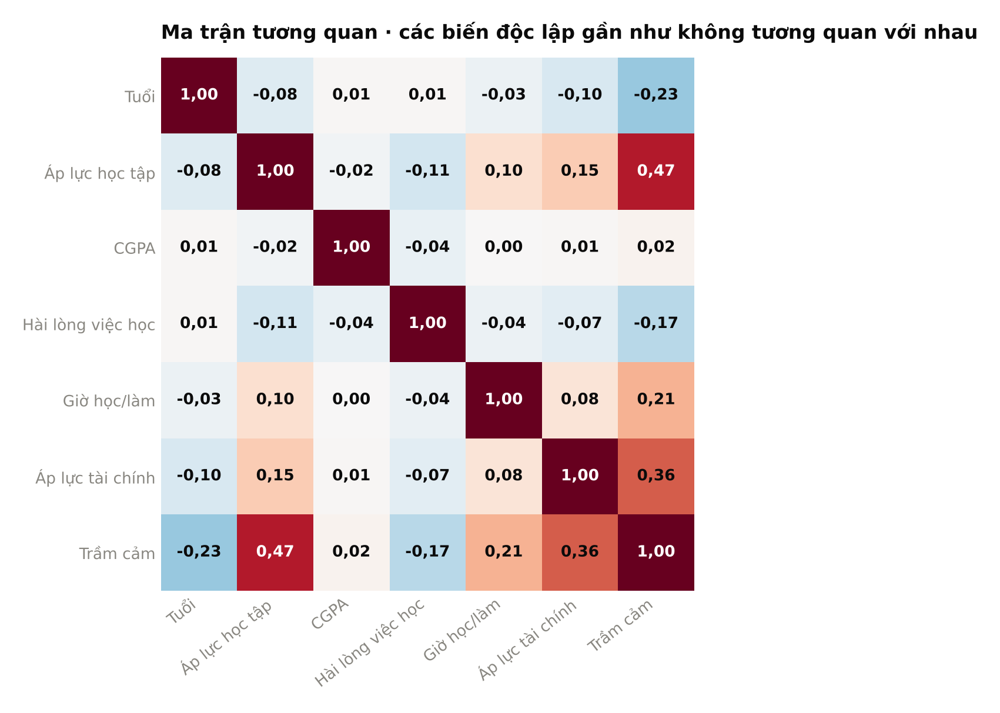 Ma trận tương quan · các biến độc lập gần như không tương quan với nhau
Tuổi 1,00 -0,08 0,01 0,01 -0,03 -0,10 -0,23
Áp lực học tập -0,08 1,00 -0,02 -0,11 0,10 0,15 0,47
CGPA 0,01 -0,02 1,00 -0,04 0,00 0,01 0,02
Hài lòng việc học 0,01 -0,11 -0,04 1,00 -0,04 -0,07 -0,17
Giờ học/làm -0,03 0,10 0,00 -0,04 1,00 0,08 0,21
Áp lực tài chính -0,10 0,15 0,01 -0,07 0,08 1,00 0,36
Trầm cảm -0,23 0,47 0,02 -0,17 0,21 0,36 1,00
Tuổi
Áp lực học tập
CGPA
Hài lòng việc học
Giờ học/làm
Áp lực tài chính
Trầm cảm